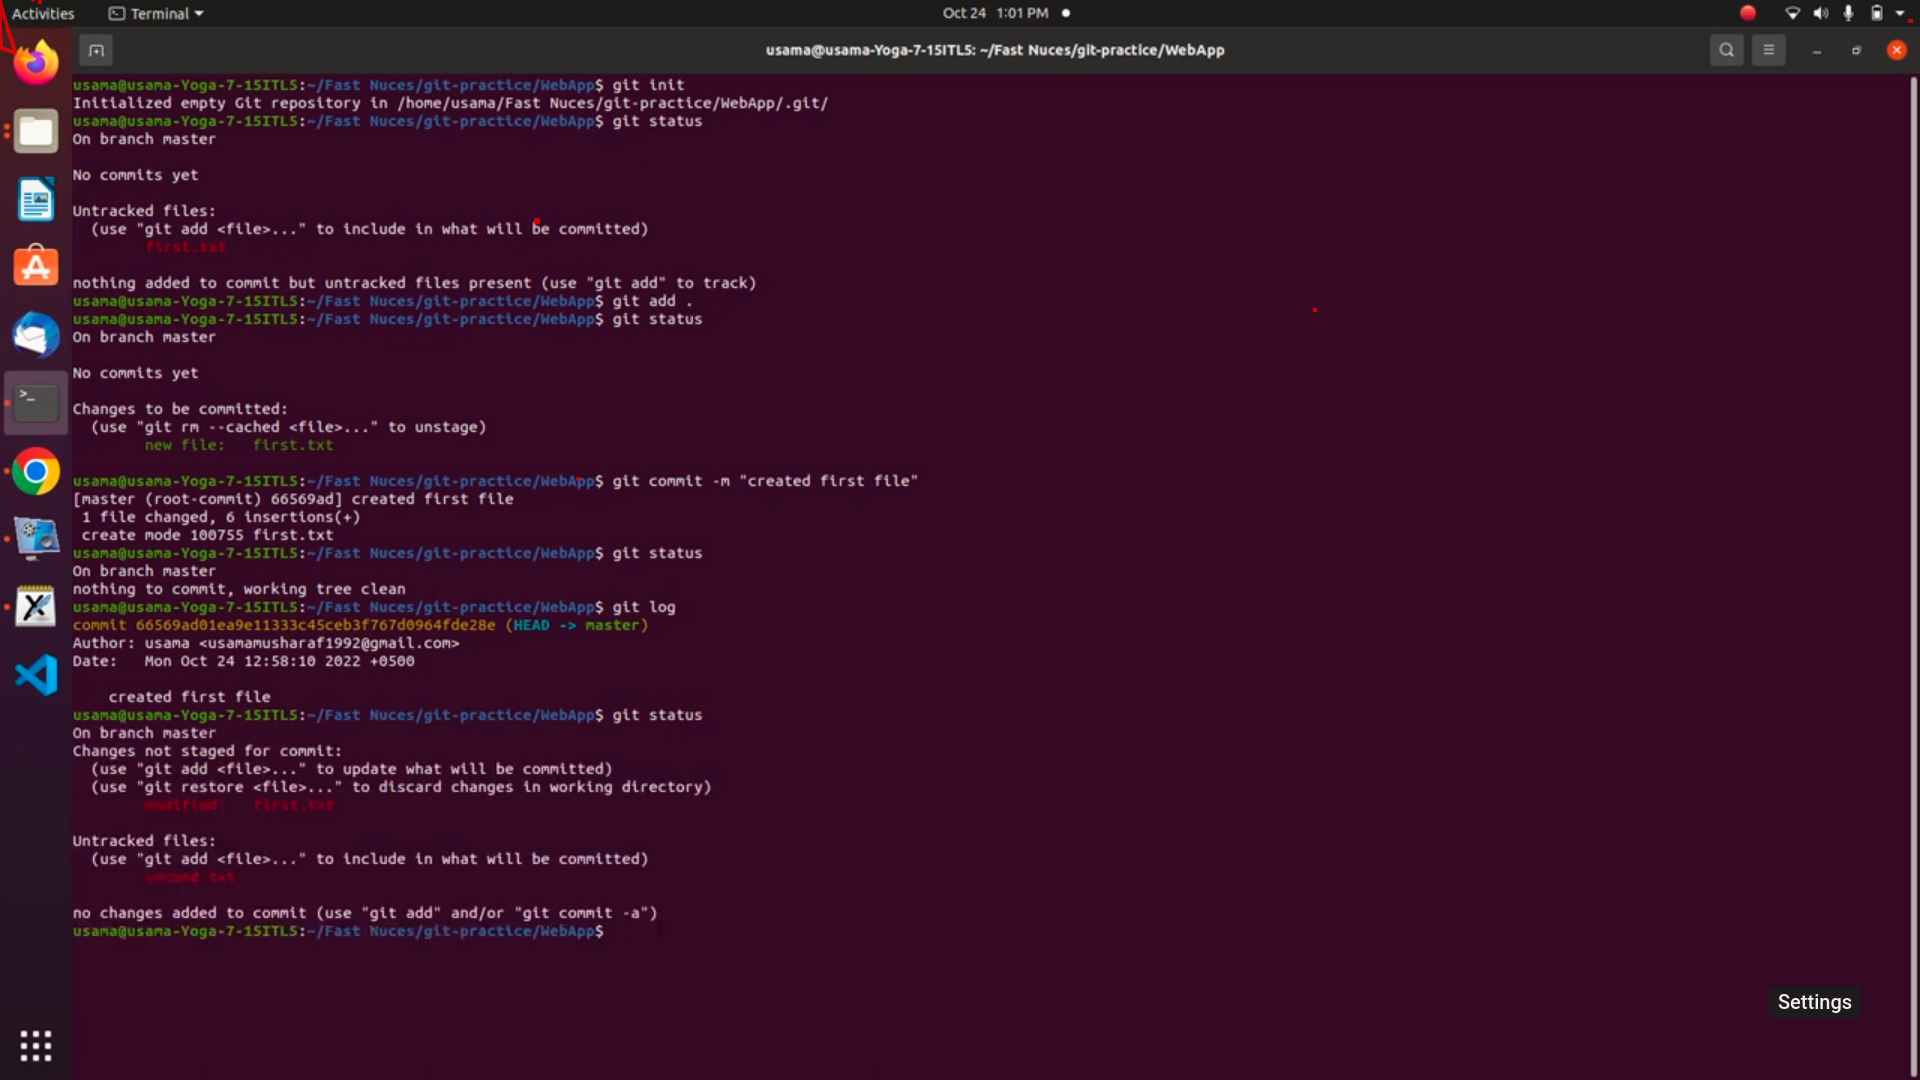 Activities
Terminal
Oct 24 1:01 PM
usama@usama-Yoga-7-15ITL5: ~/Fast Nuces/git-practice/WebApp
usama@usama-Yoga-7-15ITL5:~/Fast Nuces/git-practice/WebApp$ git init
Initialized empty Git repository in /home/usama/Fast Nuces/git-practice/WebApp/.git/
usama@usama-Yoga-7-15ITL5:~/Fast Nuces/git-practice/WebApp$ git status
On branch master
No commits yet
Untracked files:
(use "git add <file>..." to include in what will be committed)
first.txt
nothing added to commit but untracked files present (use "git add" to track)
usama@usama-Yoga-7-15ITL5:~/Fast Nuces/git-practice/WebApp$ git add .
usama@usama-Yoga-7-15ITL5:~/Fast Nuces/git-practice/WebApp$ git status
On branch master
No commits yet
Changes to be committed:
(use "git rm --cached <file>..." to unstage)
new file:   first.txt
usama@usama-Yoga-7-15ITL5:~/Fast Nuces/git-practice/WebApp$ git commit -m "created first file"
[master (root-commit) 66569ad] created first file
1 file changed, 6 insertions(+)
create mode 100755 first.txt
usama@usama-Yoga-7-15ITL5:~/Fast Nuces/git-practice/WebApp$ git status
On branch master
nothing to commit, working tree clean
usama@usama-Yoga-7-15ITL5:~/Fast Nuces/git-practice/WebApp$ git log
commit 66569ad01ea9e11333c45ceb3f767d0964fde28e (HEAD -> master)
Author: usama <usamamusharaf1992@gmail.com>
Date:   Mon Oct 24 12:58:10 2022 +0500
created first file
usama@usama-Yoga-7-15ITL5:~/Fast Nuces/git-practice/WebApp$ git status
On branch master
Changes not staged for commit:
(use "git add <file>..." to update what will be committed)
(use "git restore <file>..." to discard changes in working directory)
modified:   first.txt
Untracked files:
(use "git add <file>..." to include in what will be committed)
second.txt
no changes added to commit (use "git add" and/or "git commit -a")
usama@usama-Yoga-7-15ITL5:~/Fast Nuces/git-practice/WebApp$
Settings